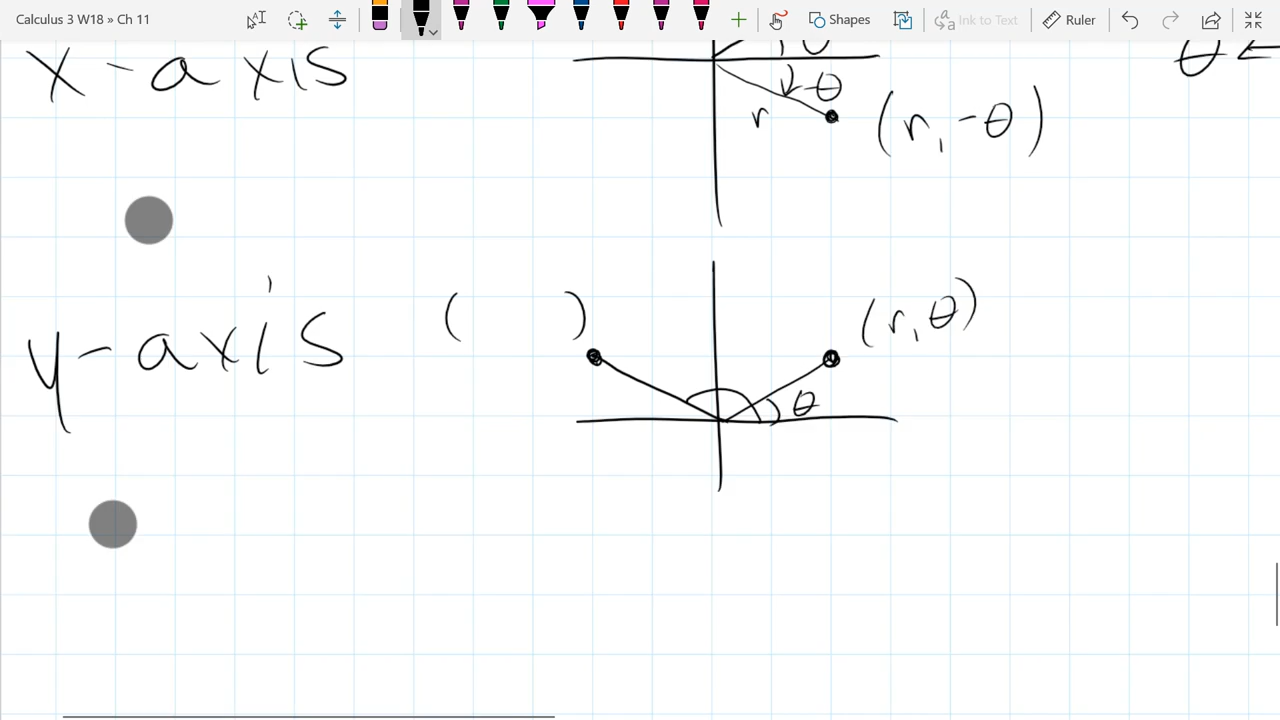 Calculus 3 W18 » Ch 11
Ink to Text
Shapes
Ruler
x-axis
θ
-θ
r
(r, -θ)
θ
y-axis
( )
(r, θ)
θ